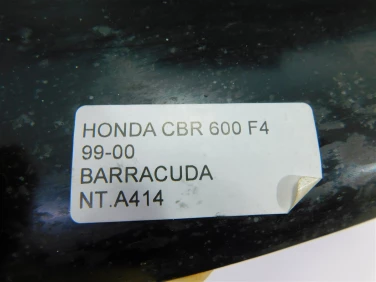 HONDA CBR 600 F4
99-00
BARRACUDA
NT.A414